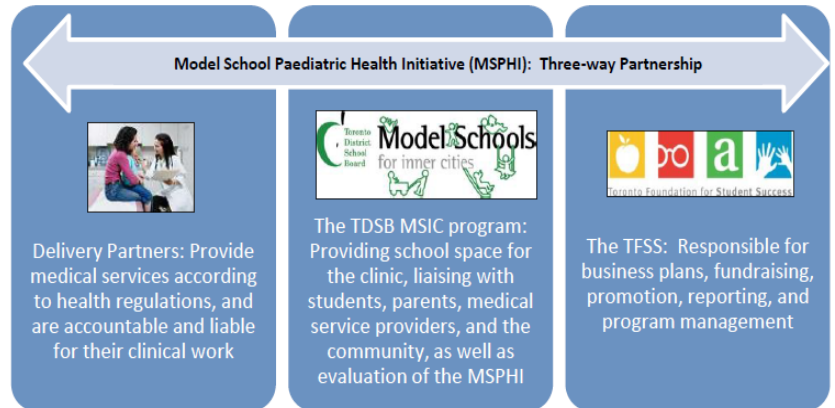 Model School Paediatric Health Initiative (MSPHI):  Three-way Partnership
Delivery Partners: Provide
medical services according
to health regulations, and
are accountable and liable
for their clinical work
Toronto
District
School
Board
Model Schools
for inner cities
The TDSB MSIC program:
Providing school space for
the clinic, liaising with
students, parents, medical
service providers, and the
community, as well as
evaluation of the MSPHI
a
Toronto Foundation for Student Success
The TFSS:  Responsible for
business plans, fundraising,
promotion, reporting, and
program management